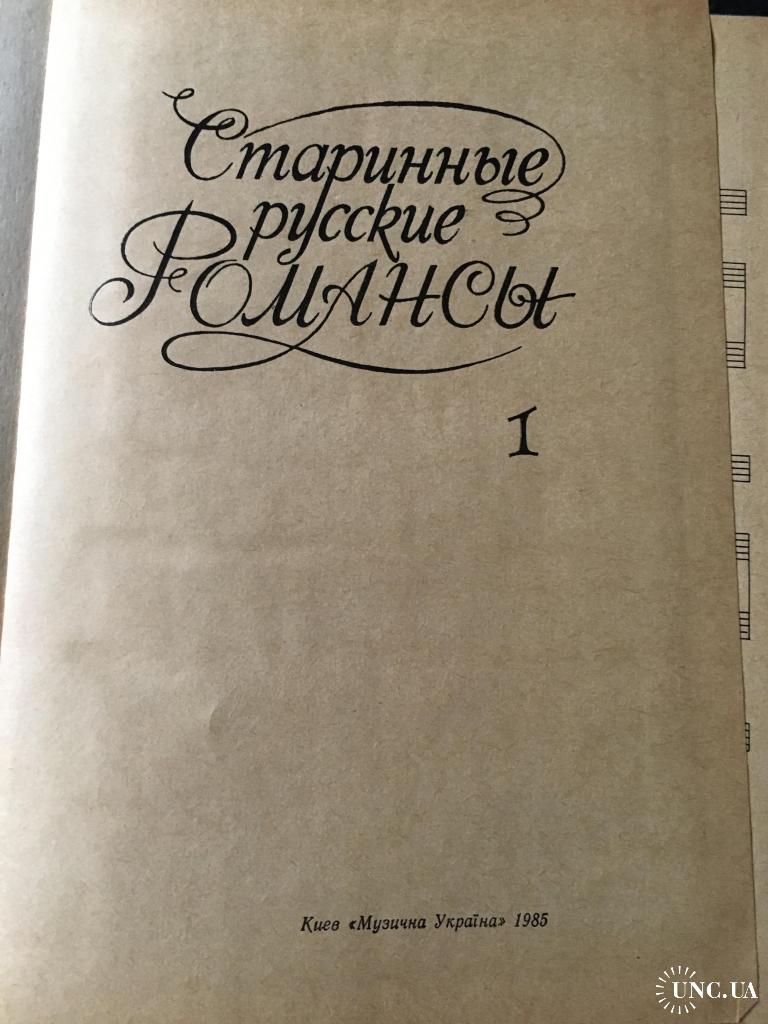 Старинные
русские
Романсы
1
Киев «Музична Україна» 1985
UNC.UA